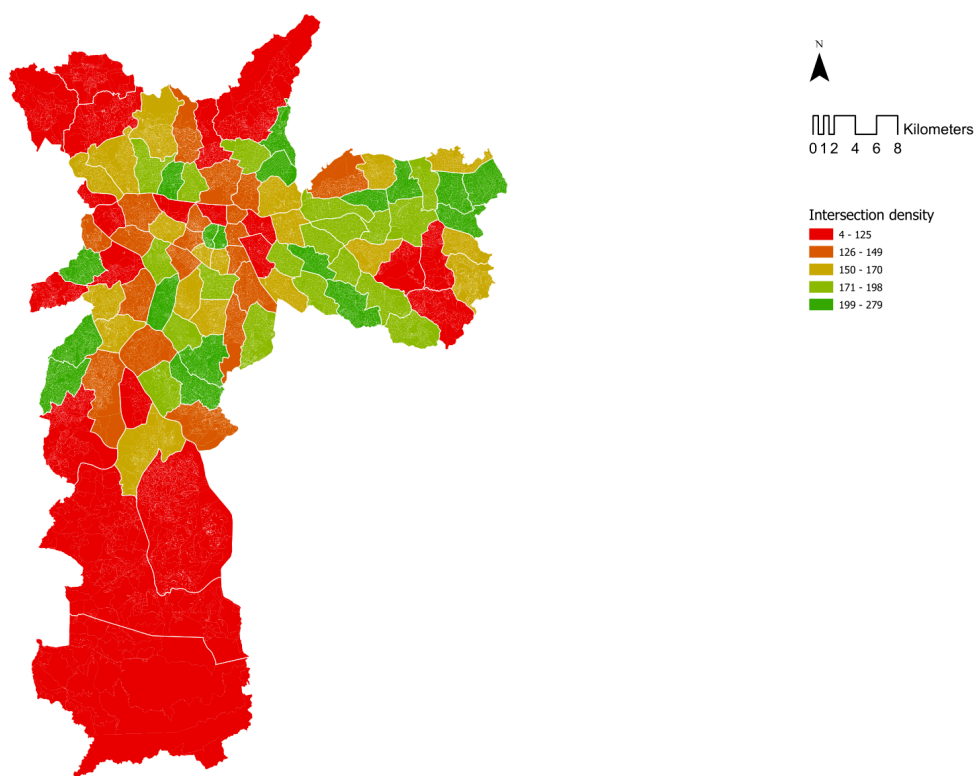 N
Kilometers
0 1 2 4 6 8
Intersection density
4 - 125
126 - 149
150 - 170
171 - 198
199 - 279